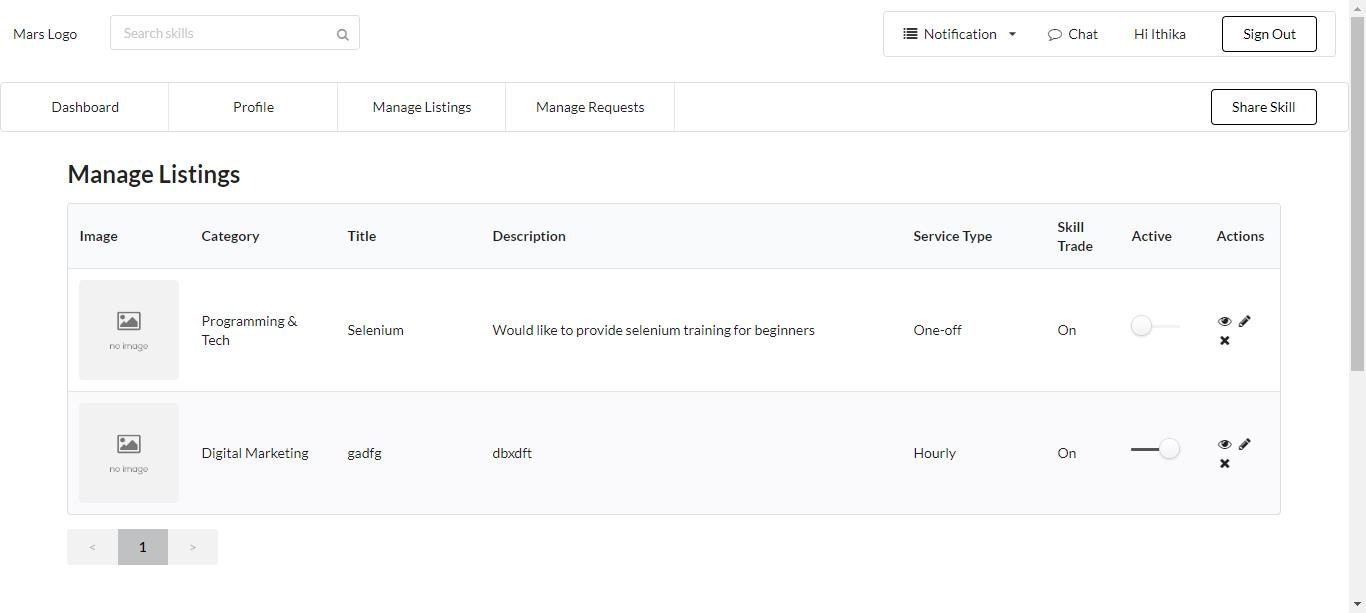 Mars Logo
Search skills
Notification
Chat
Hi Ithika
Sign Out
Dashboard
Profile
Manage Listings
Manage Requests
Share Skill
Manage Listings
Image
Category
Title
Description
Service Type
Skill
Trade
Active
Actions
no image
Programming &
Tech
Selenium
Would like to provide selenium training for beginners
One-off
On
no image
Digital Marketing
gadfg
dbxdft
Hourly
On
<
1
>